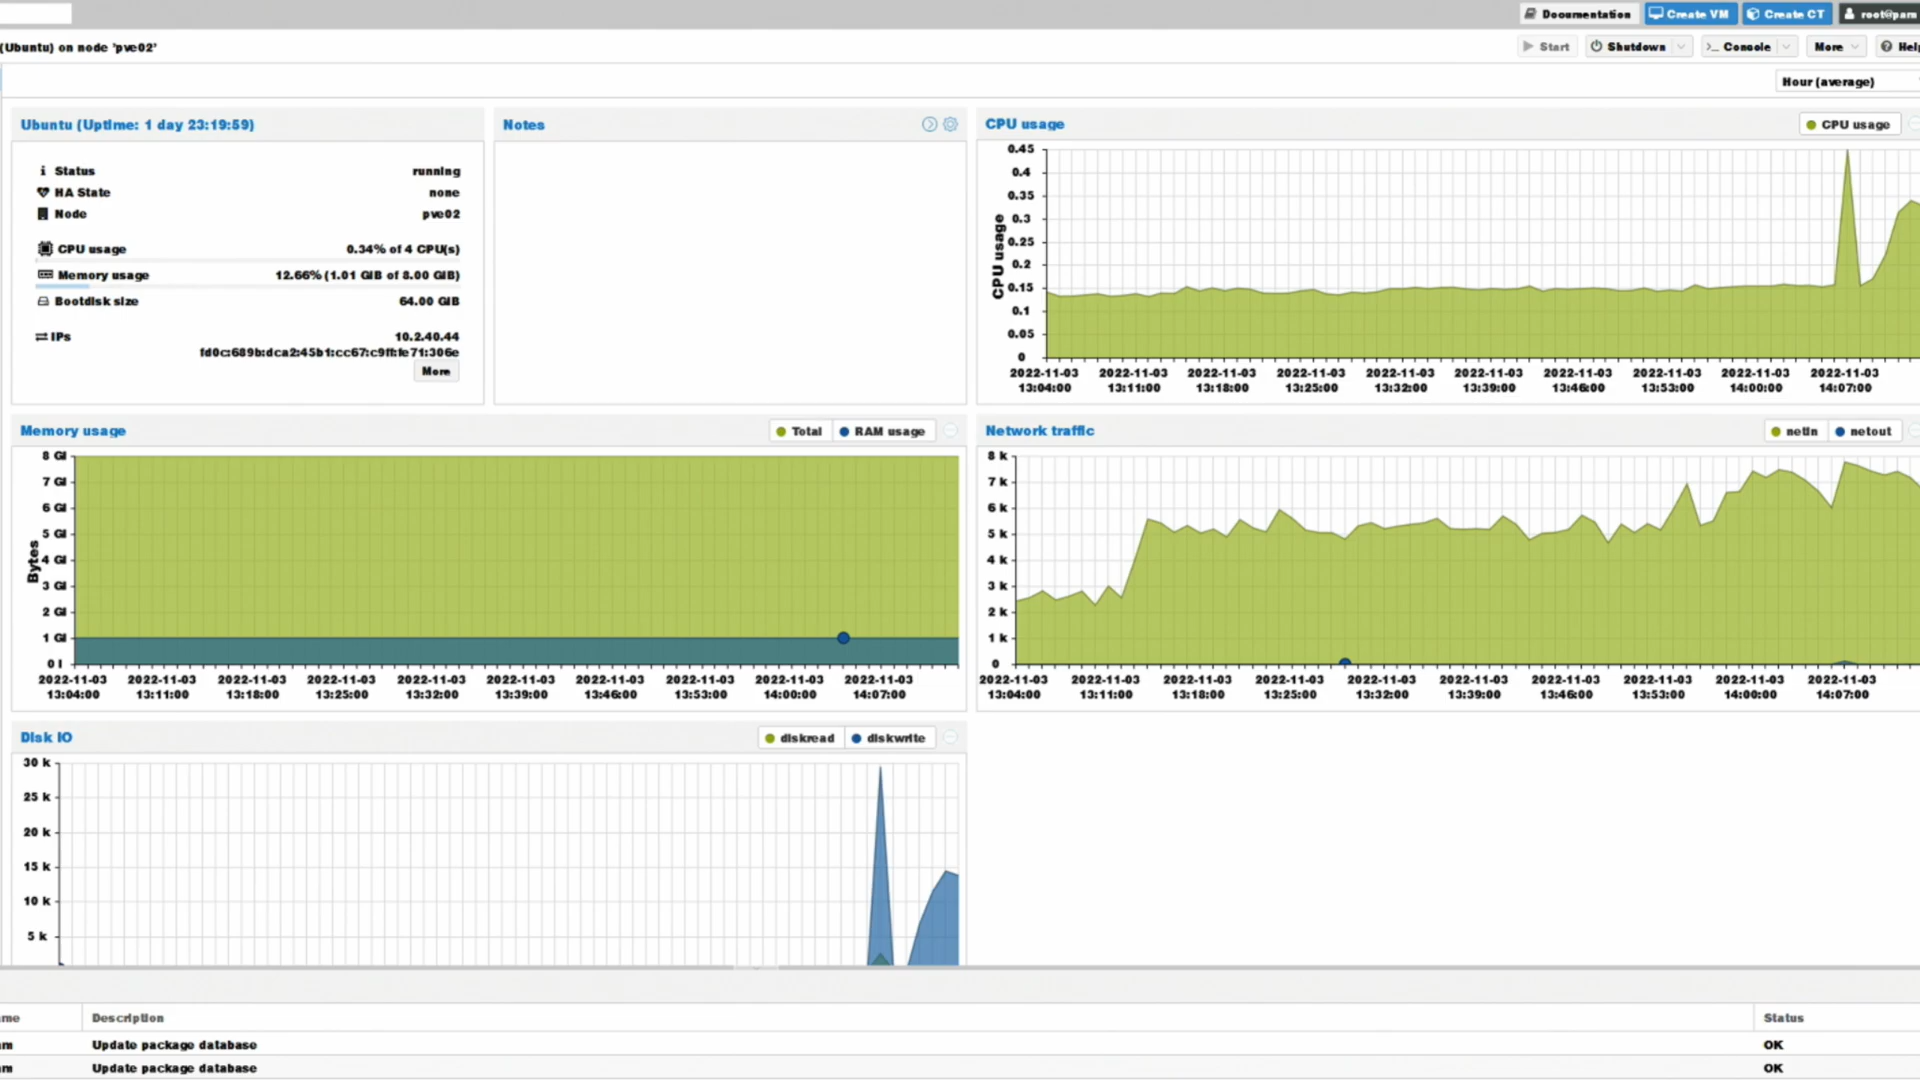 Documentation Create VM Create CT root@pam
(Ubuntu) on node 'pve02' Start Shutdown Console More Help
Hour (average)
Ubuntu (Uptime: 1 day 23:19:59)
Status running
HA State none
Node pve02
CPU usage 0.34% of 4 CPU(s)
Memory usage 12.66% (1.01 GiB of 8.00 GiB)
Bootdisk size 64.00 GiB
IPs 10.2.40.44
fd0c:689b:dca2:45b1:cc67:c9ff:fe71:306e
More
Notes
CPU usage
CPU usage
CPU usage
0.45
0.4
0.35
0.3
0.25
0.2
0.15
0.1
0.05
0
2022-11-03 2022-11-03 2022-11-03 2022-11-03 2022-11-03 2022-11-03 2022-11-03 2022-11-03 2022-11-03 2022-11-03
13:04:00 13:11:00 13:18:00 13:25:00 13:32:00 13:39:00 13:46:00 13:53:00 14:00:00 14:07:00
Memory usage
Total RAM usage
Bytes
8 Gi
7 Gi
6 Gi
5 Gi
4 Gi
3 Gi
2 Gi
1 Gi
0 i
2022-11-03 2022-11-03 2022-11-03 2022-11-03 2022-11-03 2022-11-03 2022-11-03 2022-11-03 2022-11-03 2022-11-03
13:04:00 13:11:00 13:18:00 13:25:00 13:32:00 13:39:00 13:46:00 13:53:00 14:00:00 14:07:00
Network traffic
netin netout
8 k
7 k
6 k
5 k
4 k
3 k
2 k
1 k
0
2022-11-03 2022-11-03 2022-11-03 2022-11-03 2022-11-03 2022-11-03 2022-11-03 2022-11-03 2022-11-03 2022-11-03
13:04:00 13:11:00 13:18:00 13:25:00 13:32:00 13:39:00 13:46:00 13:53:00 14:00:00 14:07:00
Disk IO
diskread diskwrite
30 k
25 k
20 k
15 k
10 k
5 k
Description Status
Update package database OK
Update package database OK